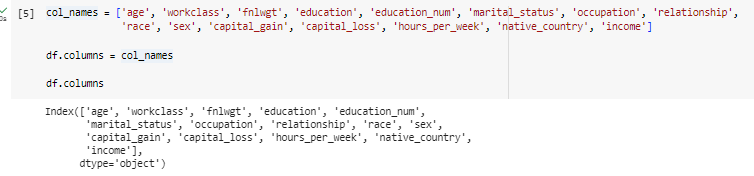 [5] col_names = ['age', 'workclass', 'fnlwgt', 'education', 'education_num', 'marital_status', 'occupation', 'relationship',
'race', 'sex', 'capital_gain', 'capital_loss', 'hours_per_week', 'native_country', 'income']
df.columns = col_names
df.columns
Index(['age', 'workclass', 'fnlwgt', 'education', 'education_num',
'marital_status', 'occupation', 'relationship', 'race', 'sex',
'capital_gain', 'capital_loss', 'hours_per_week', 'native_country',
'income'],
dtype='object')